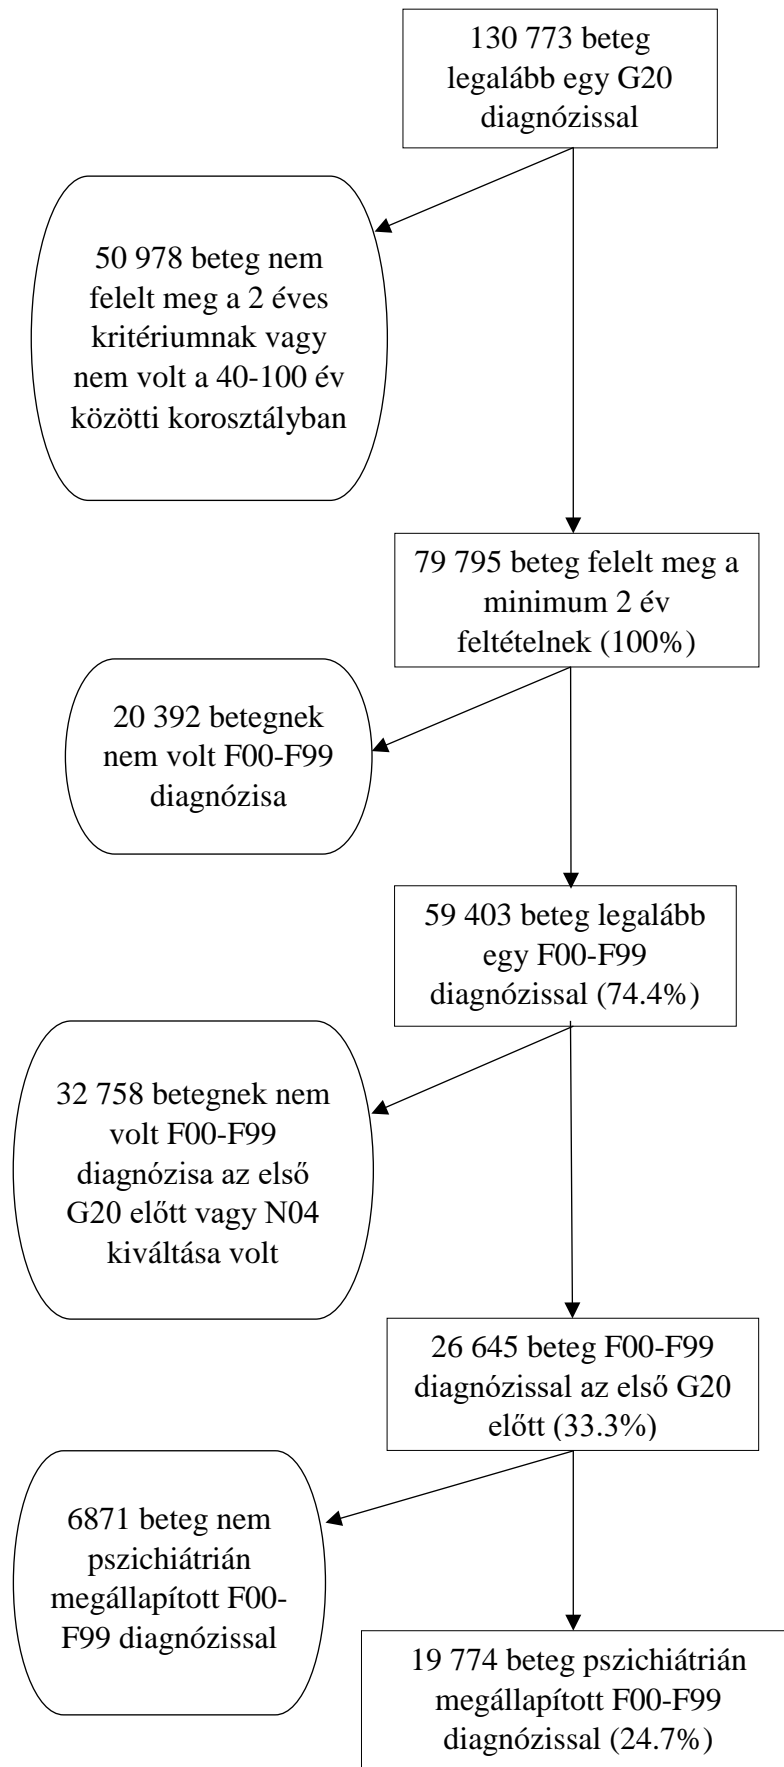 130 773 beteg
legalább egy G20
diagnózissal
50 978 beteg nem
felelt meg a 2 éves
kritériumnak vagy
nem volt a 40-100 év
közötti korosztályban
79 795 beteg felelt meg a
minimum 2 év
feltételnek (100%)
20 392 betegnek
nem volt F00-F99
diagnózisa
59 403 beteg legalább
egy F00-F99
diagnózissal (74.4%)
32 758 betegnek nem
volt F00-F99
diagnózisa az első
G20 előtt vagy N04
kiváltása volt
26 645 beteg F00-F99
diagnózissal az első G20
előtt (33.3%)
6871 beteg nem
pszichiátrián
megállapított F00-
F99 diagnózissal
19 774 beteg pszichiátrián
megállapított F00-F99
diagnózissal (24.7%)